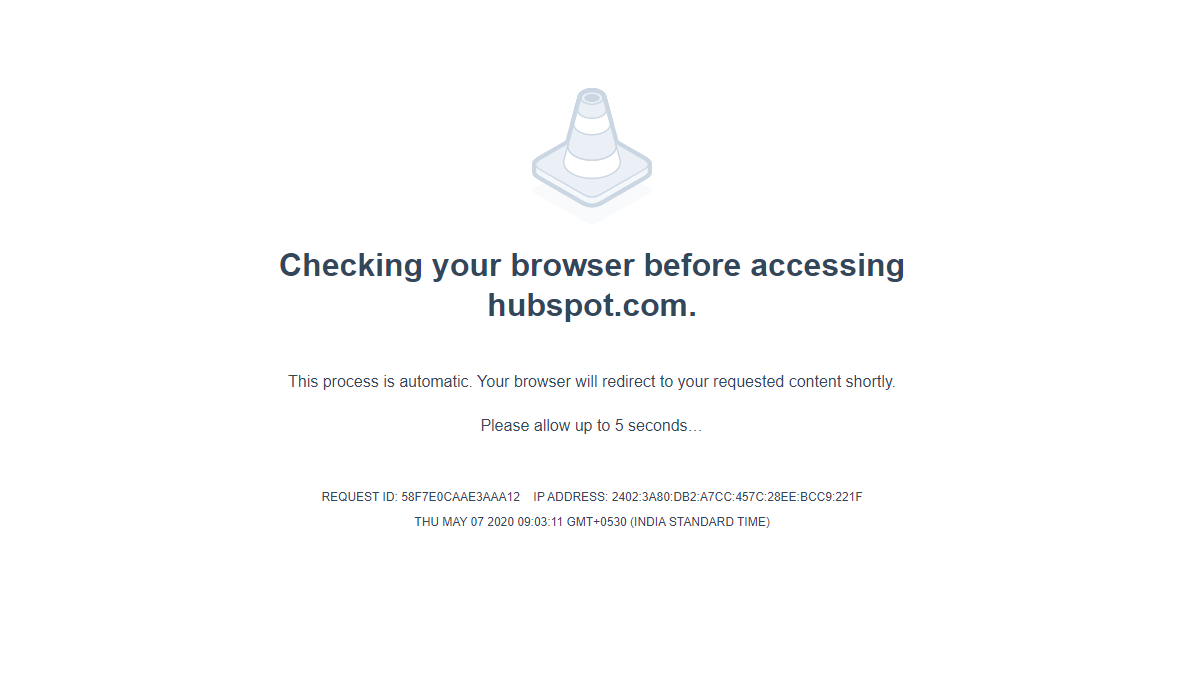 Checking your browser before accessing
hubspot.com.
This process is automatic. Your browser will redirect to your requested content shortly.
Please allow up to 5 seconds…
REQUEST ID: 58F7E0CAAE3AAA12 IP ADDRESS: 2402:3A80:DB2:A7CC:457C:28EE:BCC9:221F
THU MAY 07 2020 09:03:11 GMT+0530 (INDIA STANDARD TIME)